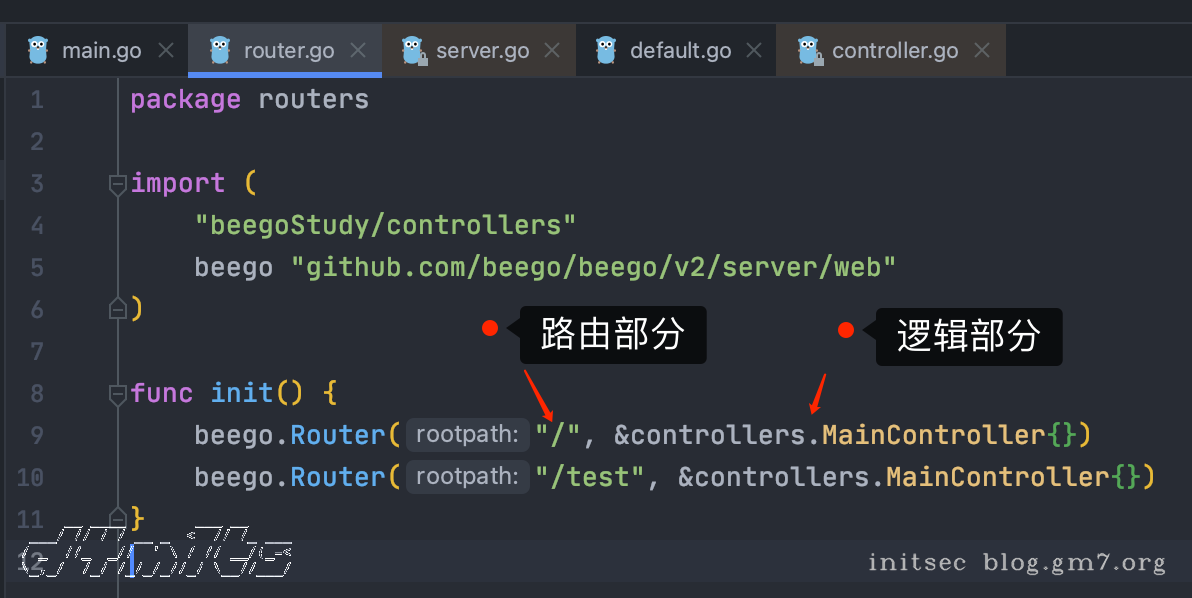 main.go router.go server.go default.go controller.go
1 package routers
2
3 import (
4 "beegoStudy/controllers"
5 beego "github.com/beego/beego/v2/server/web"
6 )
路由部分 逻辑部分
7
8 func init() {
9 beego.Router( rootpath: "/", &controllers.MainController{})
10 beego.Router( rootpath: "/test", &controllers.MainController{})
11 }
12
initsec blog.gm7.org